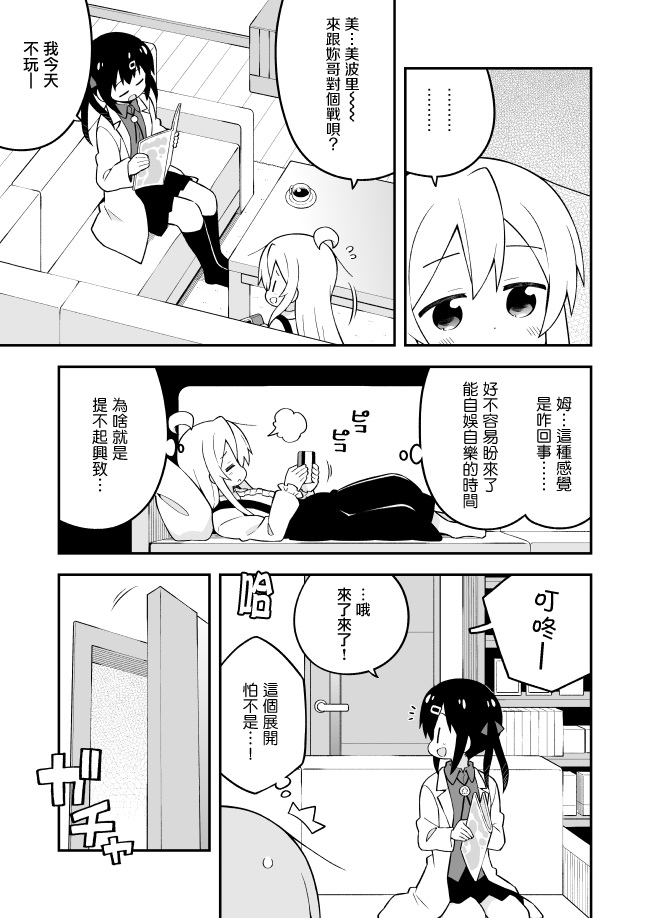 …………
…………
美…美波里~~~
來跟妳哥對個戰唄？
我今天
不玩—
姆…這種感覺
是咋回事……
好不容易盼來了
能自娛自樂的時間
ピコ
ピコ
為啥就是
提不起興致…
叮咚—
…哦
來了來了！
哈
這個展開
怕不是…！
ガチャ